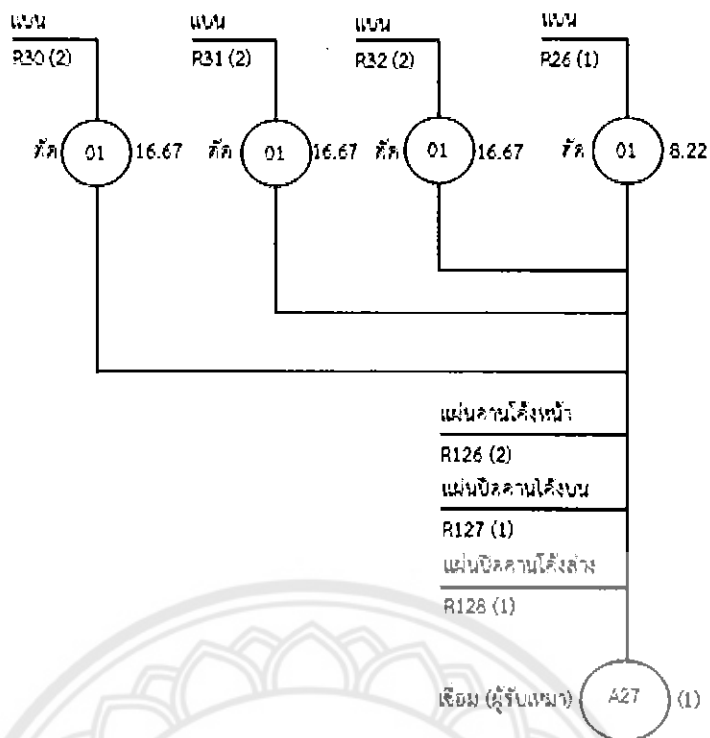 แบน แบน แบน แบน
R30 (2) R31 (2) R32 (2) R26 (1)
ตัด 01 16.67 ตัด 01 16.67 ตัด 01 16.67 ตัด 01 8.22
แผ่นคานโค้งหน้า
R126 (2)
แผ่นปิดคานโค้งบน
R127 (1)
แผ่นปิดคานโค้งล่าง
R128 (1)
เชื่อม (ผู้รับเหมา) A27 (1)